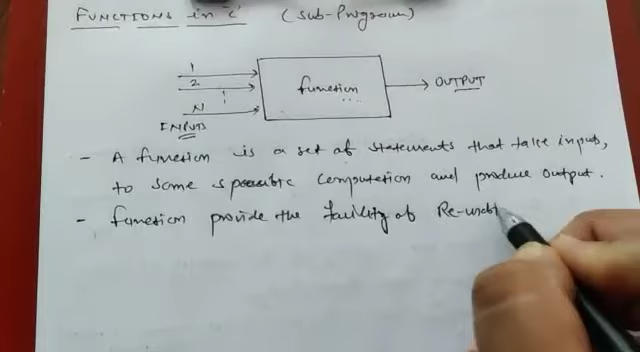 FUNCTIONS in 'C' (Sub-Program)
1
2
N
INPUTS
function
...
OUTPUT
- A function is a set of statements that take inputs,
to some computation and produce output.
- function provide the facility of Re-